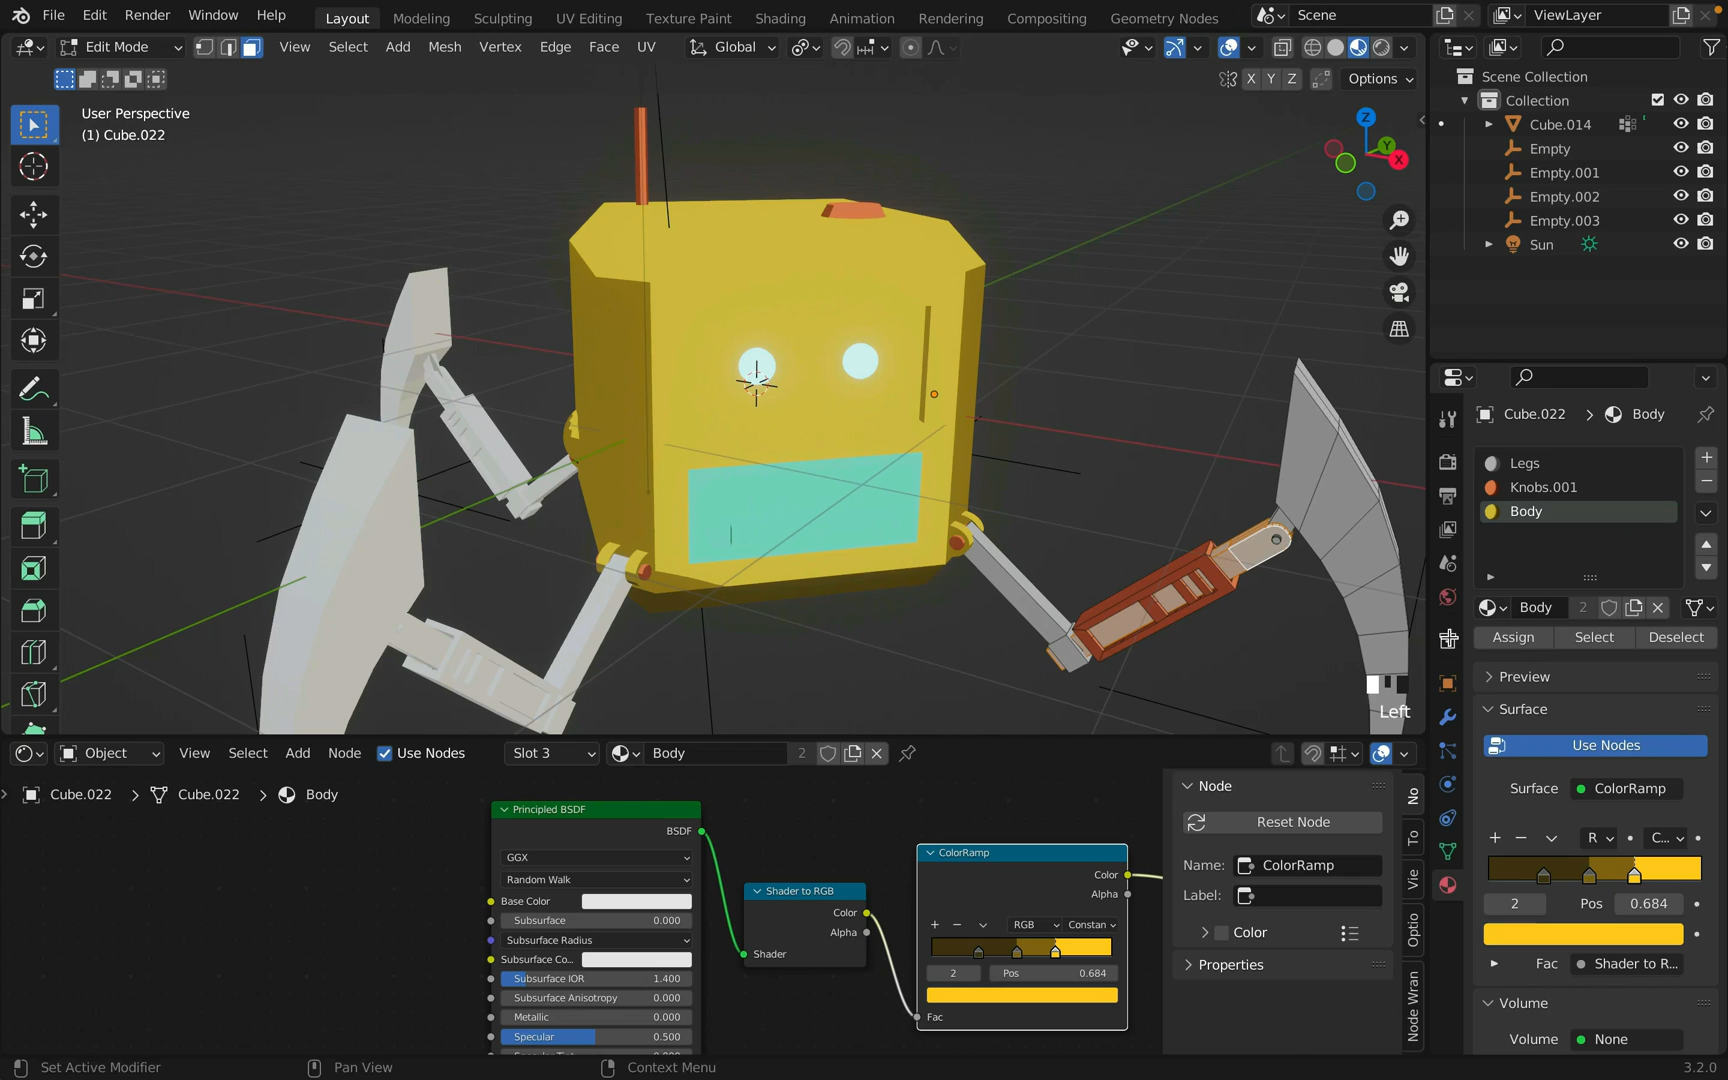 File Edit Render Window Help Layout Modeling Sculpting UV Editing Texture Paint Shading Animation Rendering Compositing Geometry Nodes Scene ViewLayer
Edit Mode View Select Add Mesh Vertex Edge Face UV Global
X Y Z Options
User Perspective
(1) Cube.022
Z
Y
X
Left
Scene Collection
Collection
Cube.014
Empty
Empty.001
Empty.002
Empty.003
Sun
Cube.022 > Body
Legs
Knobs.001
Body
Body 2
Assign Select Deselect
Preview
Surface
Use Nodes
Surface ColorRamp
R C...
2 Pos 0.684
Fac Shader to R...
Volume
Volume None
Object View Select Add Node Use Nodes Slot 3 Body 2
Cube.022 > Cube.022 > Body
Principled BSDF
BSDF
GGX
Random Walk
Base Color
Subsurface 0.000
Subsurface Radius
Subsurface Co...
Subsurface IOR 1.400
Subsurface Anisotropy 0.000
Metallic 0.000
Specular 0.500
Shader to RGB
Color
Alpha
Shader
ColorRamp
Color
Alpha
RGB Constan
2 Pos 0.684
Fac
Node
Reset Node
Name: ColorRamp
Label:
Color
Properties
No
To
Vie
Optio
Node Wran
Set Active Modifier Pan View Context Menu 3.2.0